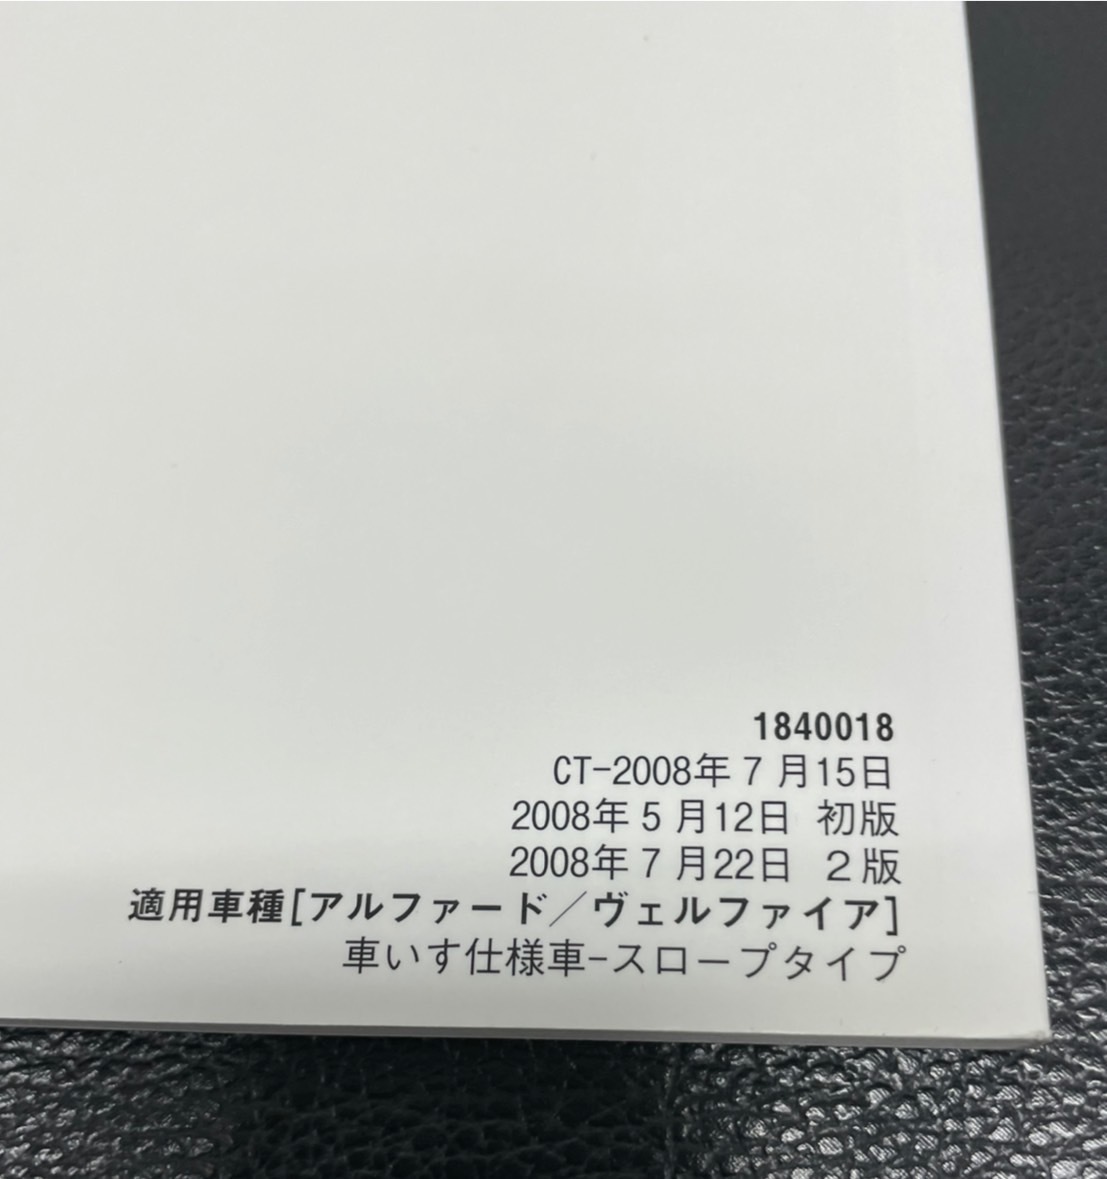 1840018
CT-2008年7月15日
2008年5月12日 初版
2008年7月22日 2版
適用車種[アルファード／ヴェルファイア]
車いす仕様車-スロープタイプ